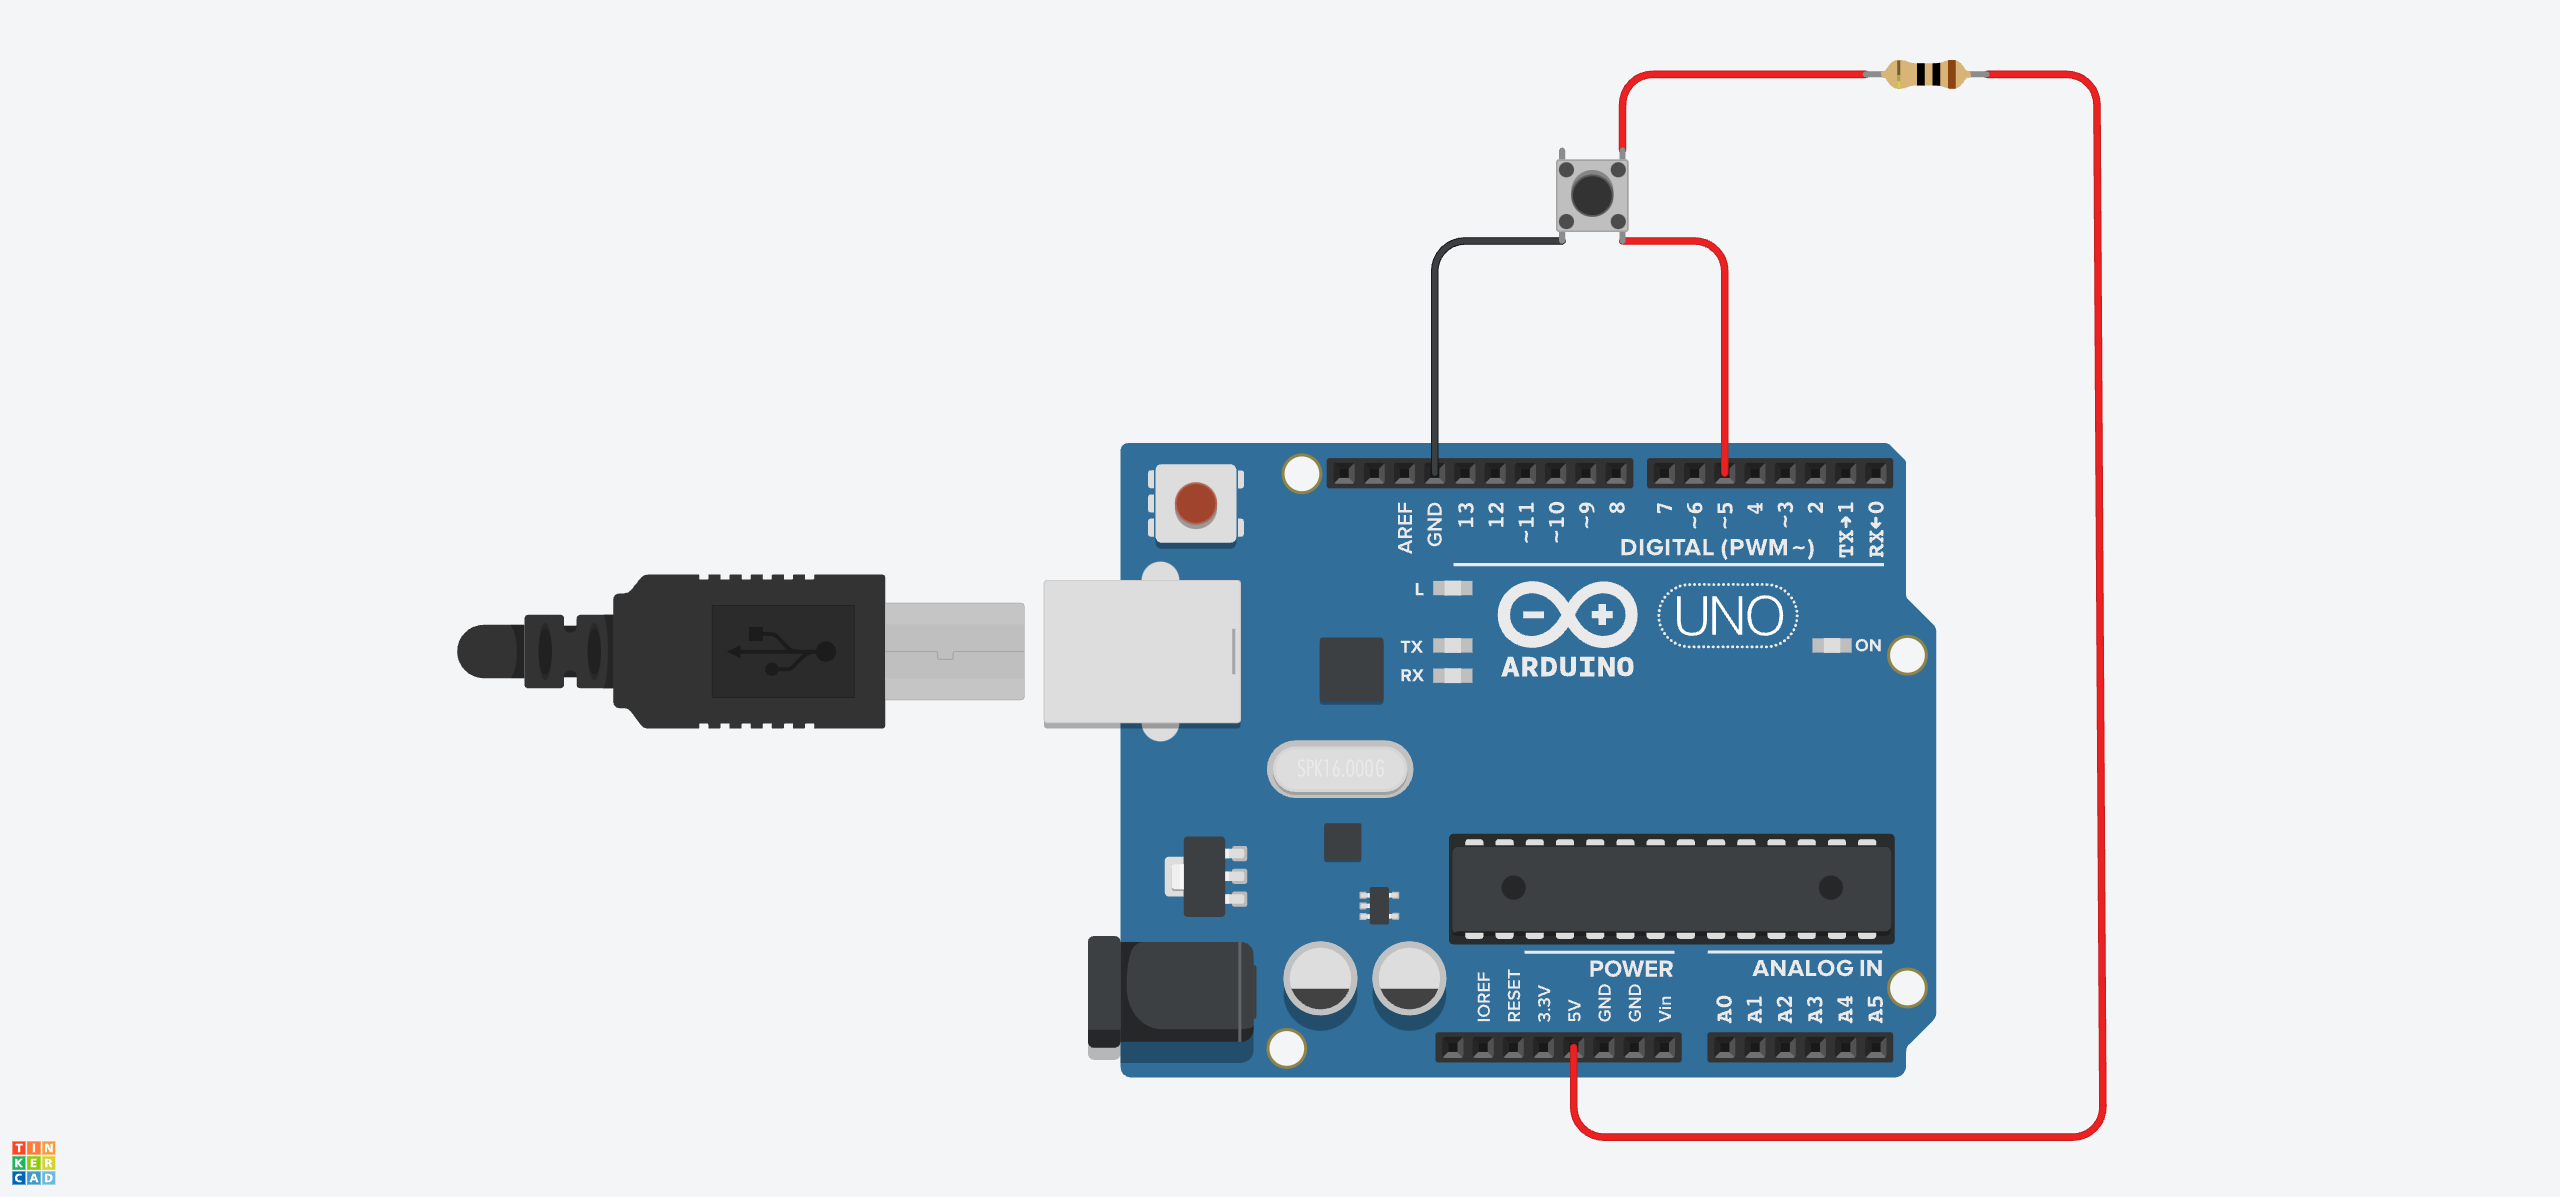 AREF
GND
13
12
~11
~10
~9
8
7
~6
~5
4
~3
2
TX→1
RX←0
DIGITAL (PWM~)
L
TX
RX
ARDUINO
UNO
ON
SPK16.000G
POWER
ANALOG IN
IOREF
RESET
3.3V
5V
GND
GND
Vin
A0
A1
A2
A3
A4
A5
TIN
KER
CAD